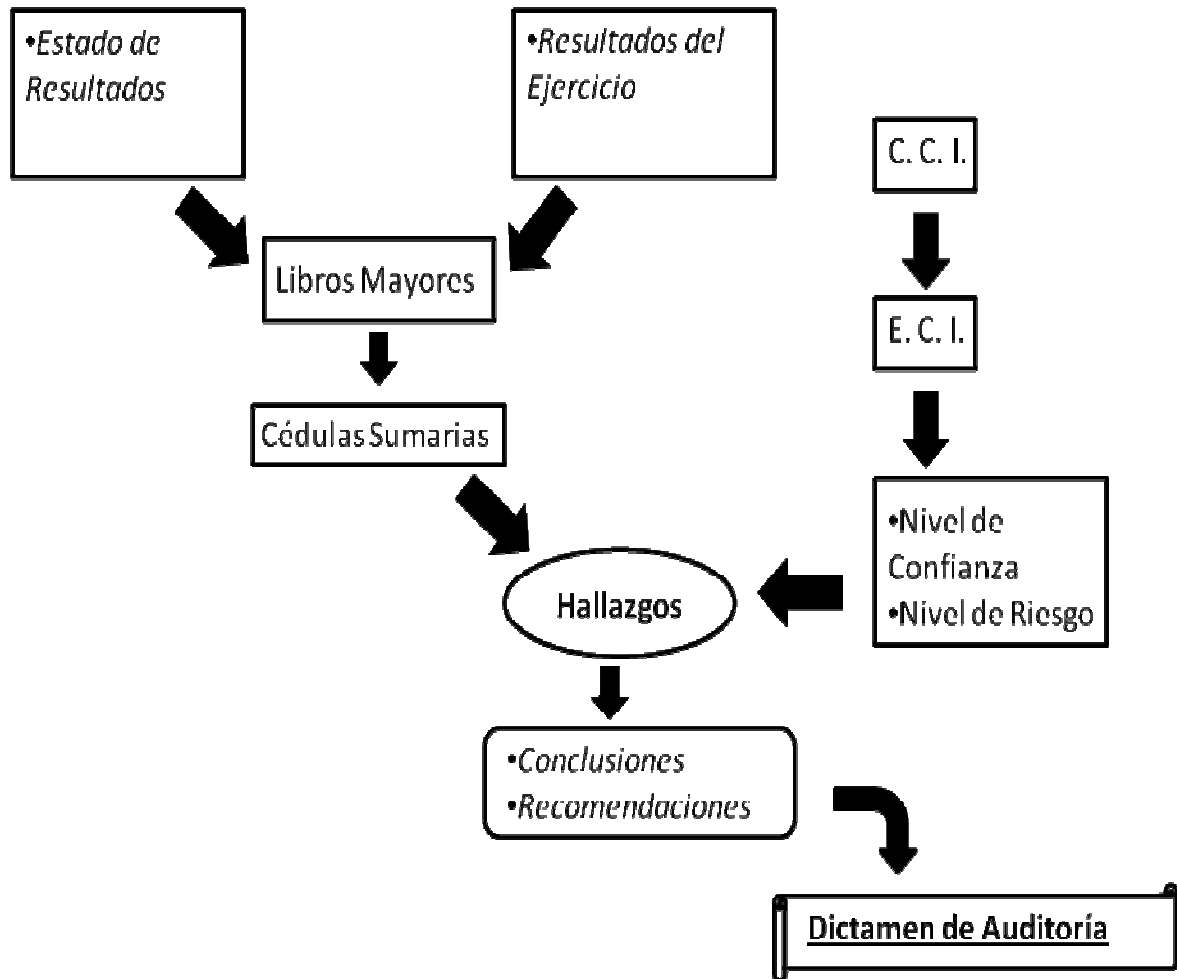 •Estado de
Resultados
•Resultados del
Ejercicio
C. C. I.
Libros Mayores
E. C. I.
Cédulas Sumarias
•Nivel de
Confianza
•Nivel de Riesgo
Hallazgos
•Conclusiones
•Recomendaciones
Dictamen de Auditoría